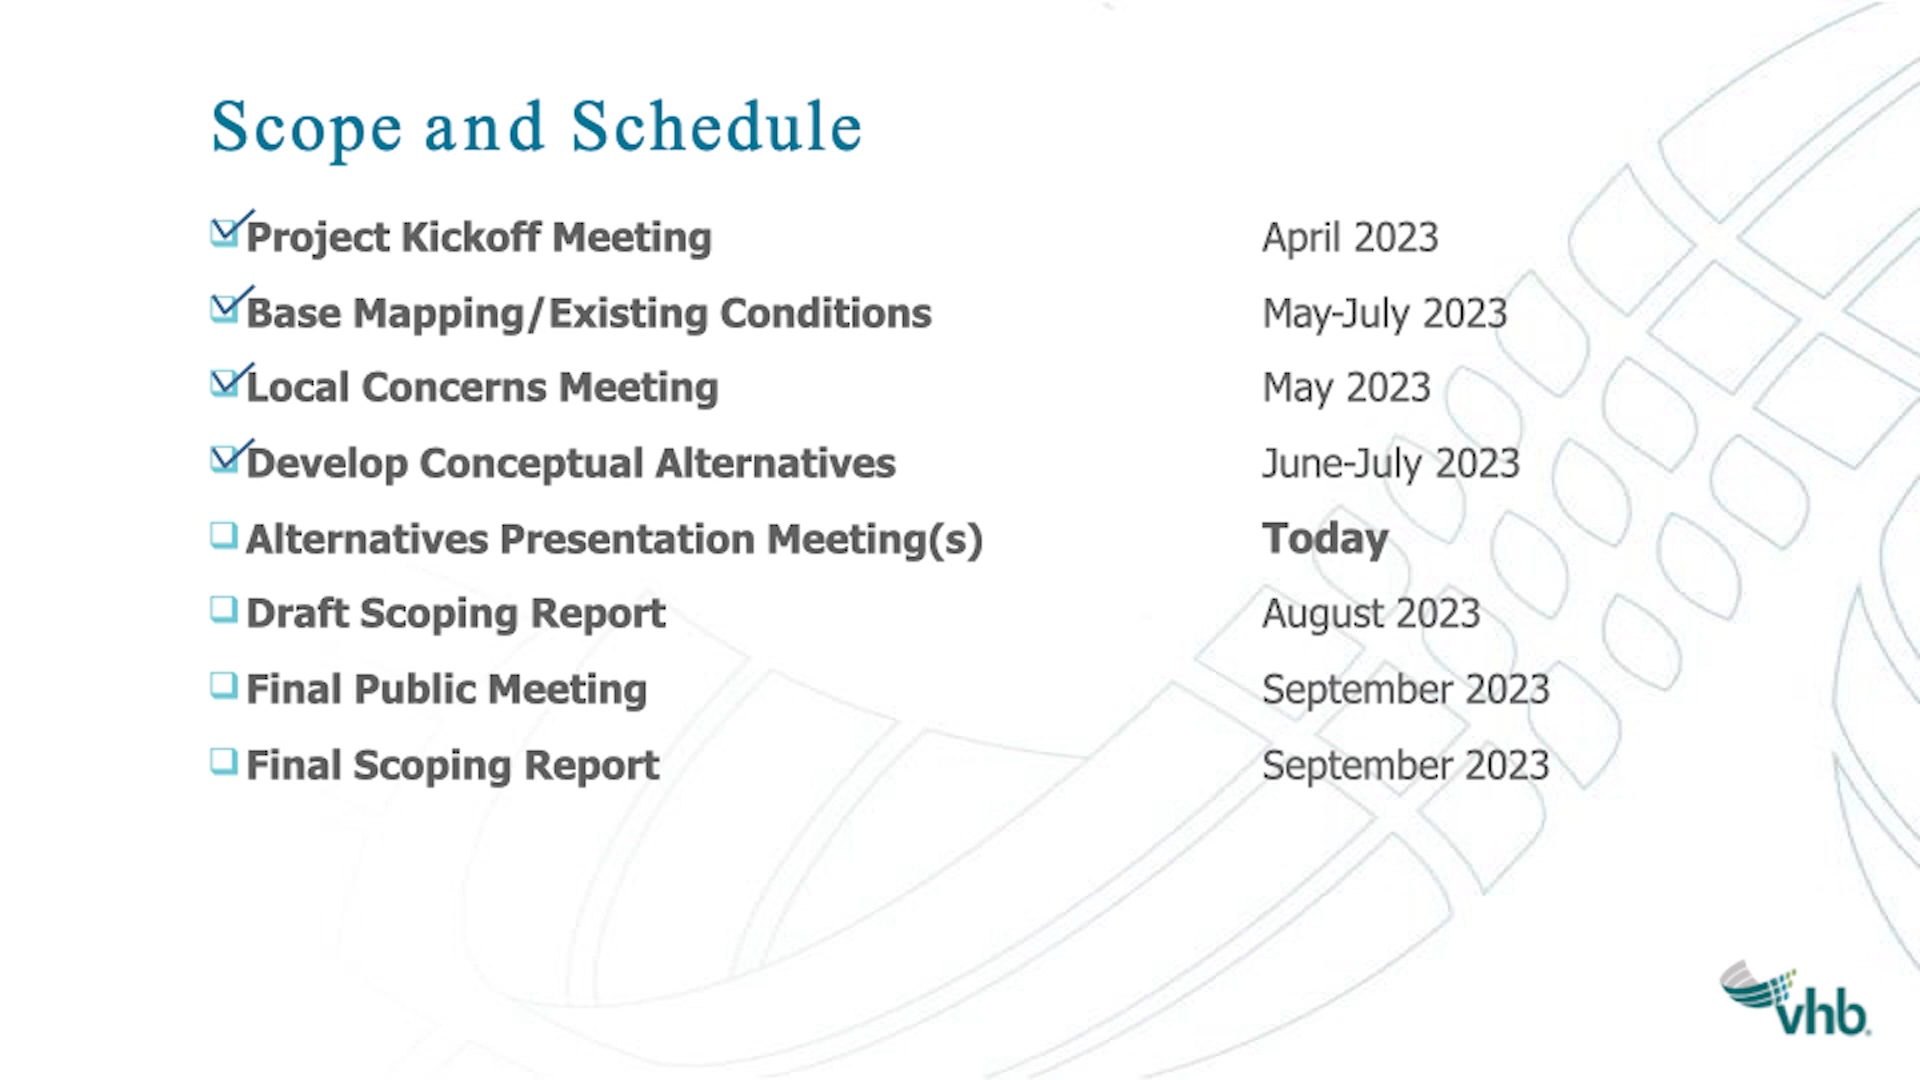 Scope and Schedule
Project Kickoff Meeting April 2023
Base Mapping/Existing Conditions May-July 2023
Local Concerns Meeting May 2023
Develop Conceptual Alternatives June-July 2023
Alternatives Presentation Meeting(s) Today
Draft Scoping Report August 2023
Final Public Meeting September 2023
Final Scoping Report September 2023
vhb